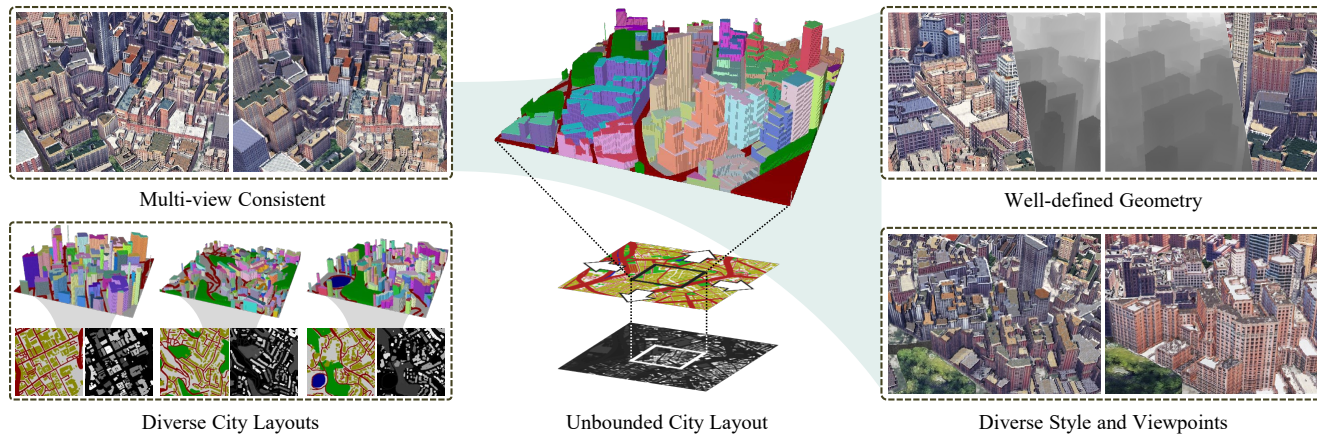 Multi-view Consistent
Well-defined Geometry
Diverse City Layouts
Unbounded City Layout
Diverse Style and Viewpoints